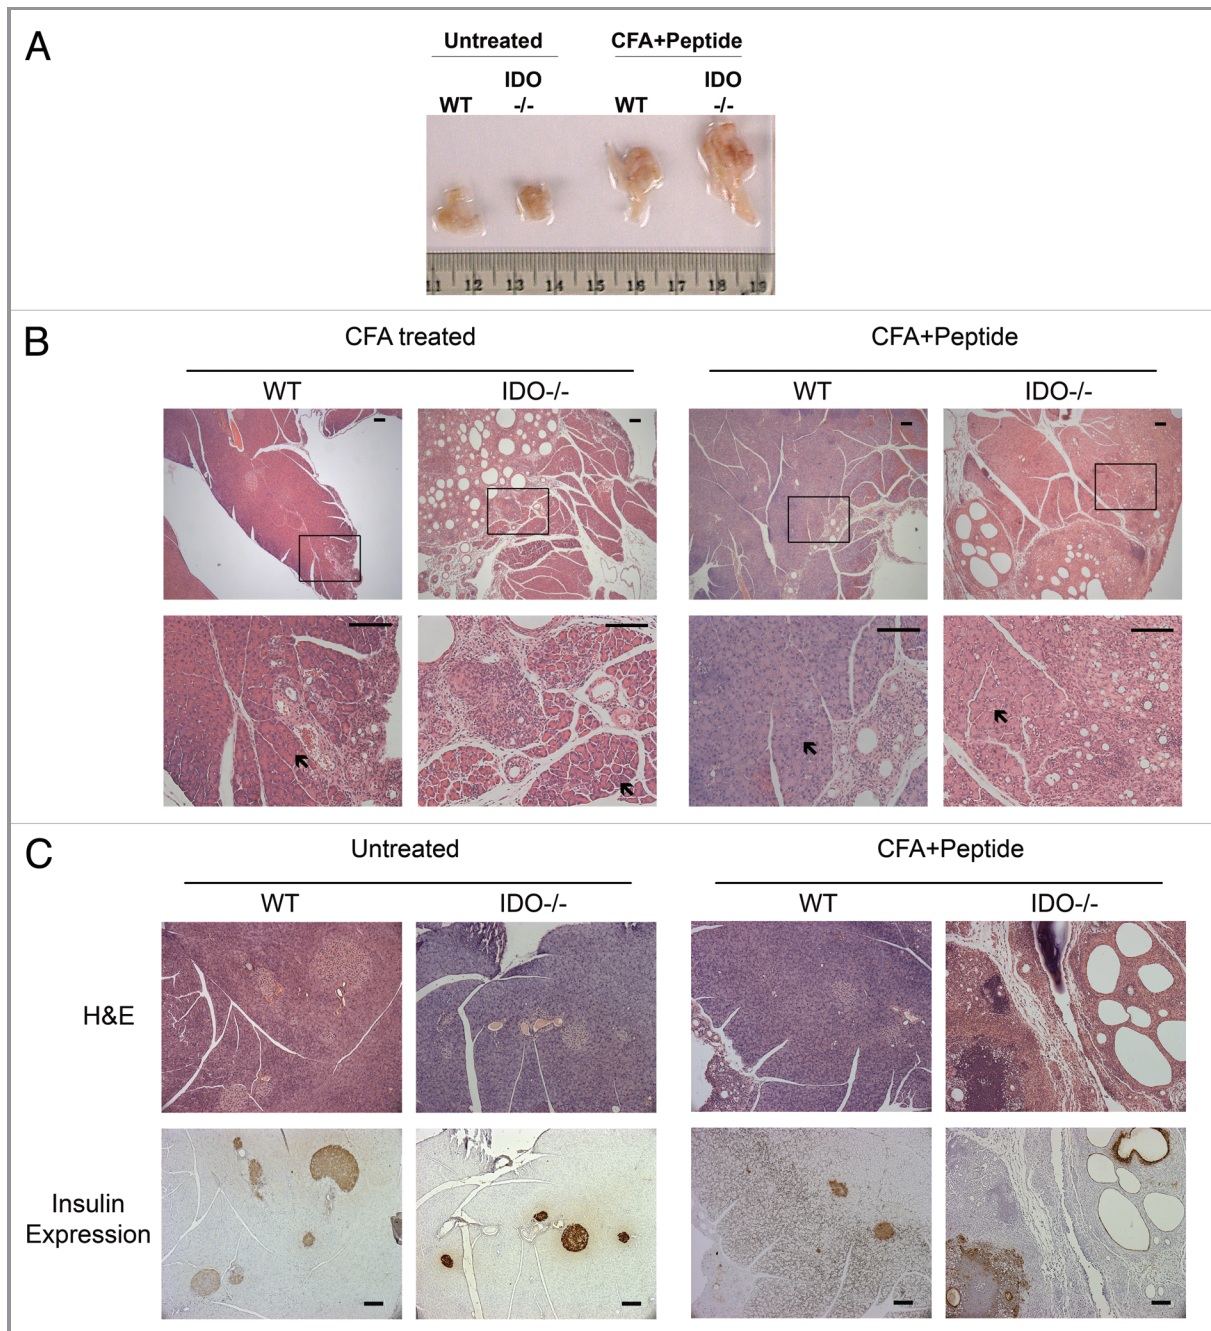 A
Untreated CFA+Peptide
IDO IDO
WT -/- WT -/-
11 12 13 14 15 16 17 18 19
B
CFA treated CFA+Peptide
WT IDO-/- WT IDO-/-
C
Untreated CFA+Peptide
WT IDO-/- WT IDO-/-
H&E
Insulin
Expression